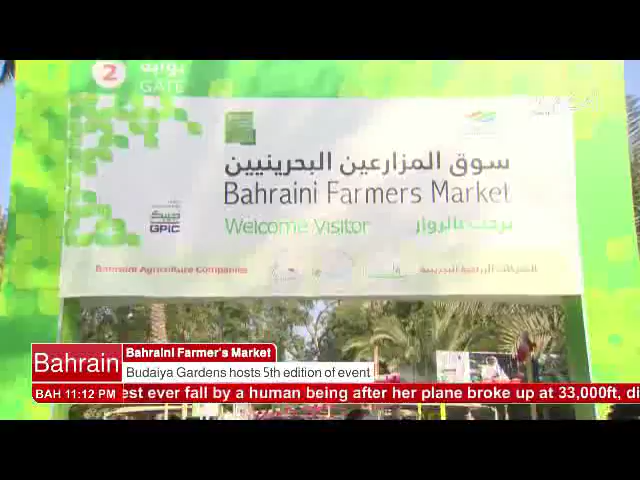 2 بوابة
GATE
سوق المزارعين البحرينيين
Bahraini Farmers Market
Welcome Visitor نرحب بالزوار
GPIC
Bahraini Agriculture Companies الشركات الزراعية البحرينية
Bahrain
Bahraini Farmer's Market
Budaiya Gardens hosts 5th edition of event
BAH 11:12 PM est ever fall by a human being after her plane broke up at 33,000ft, di